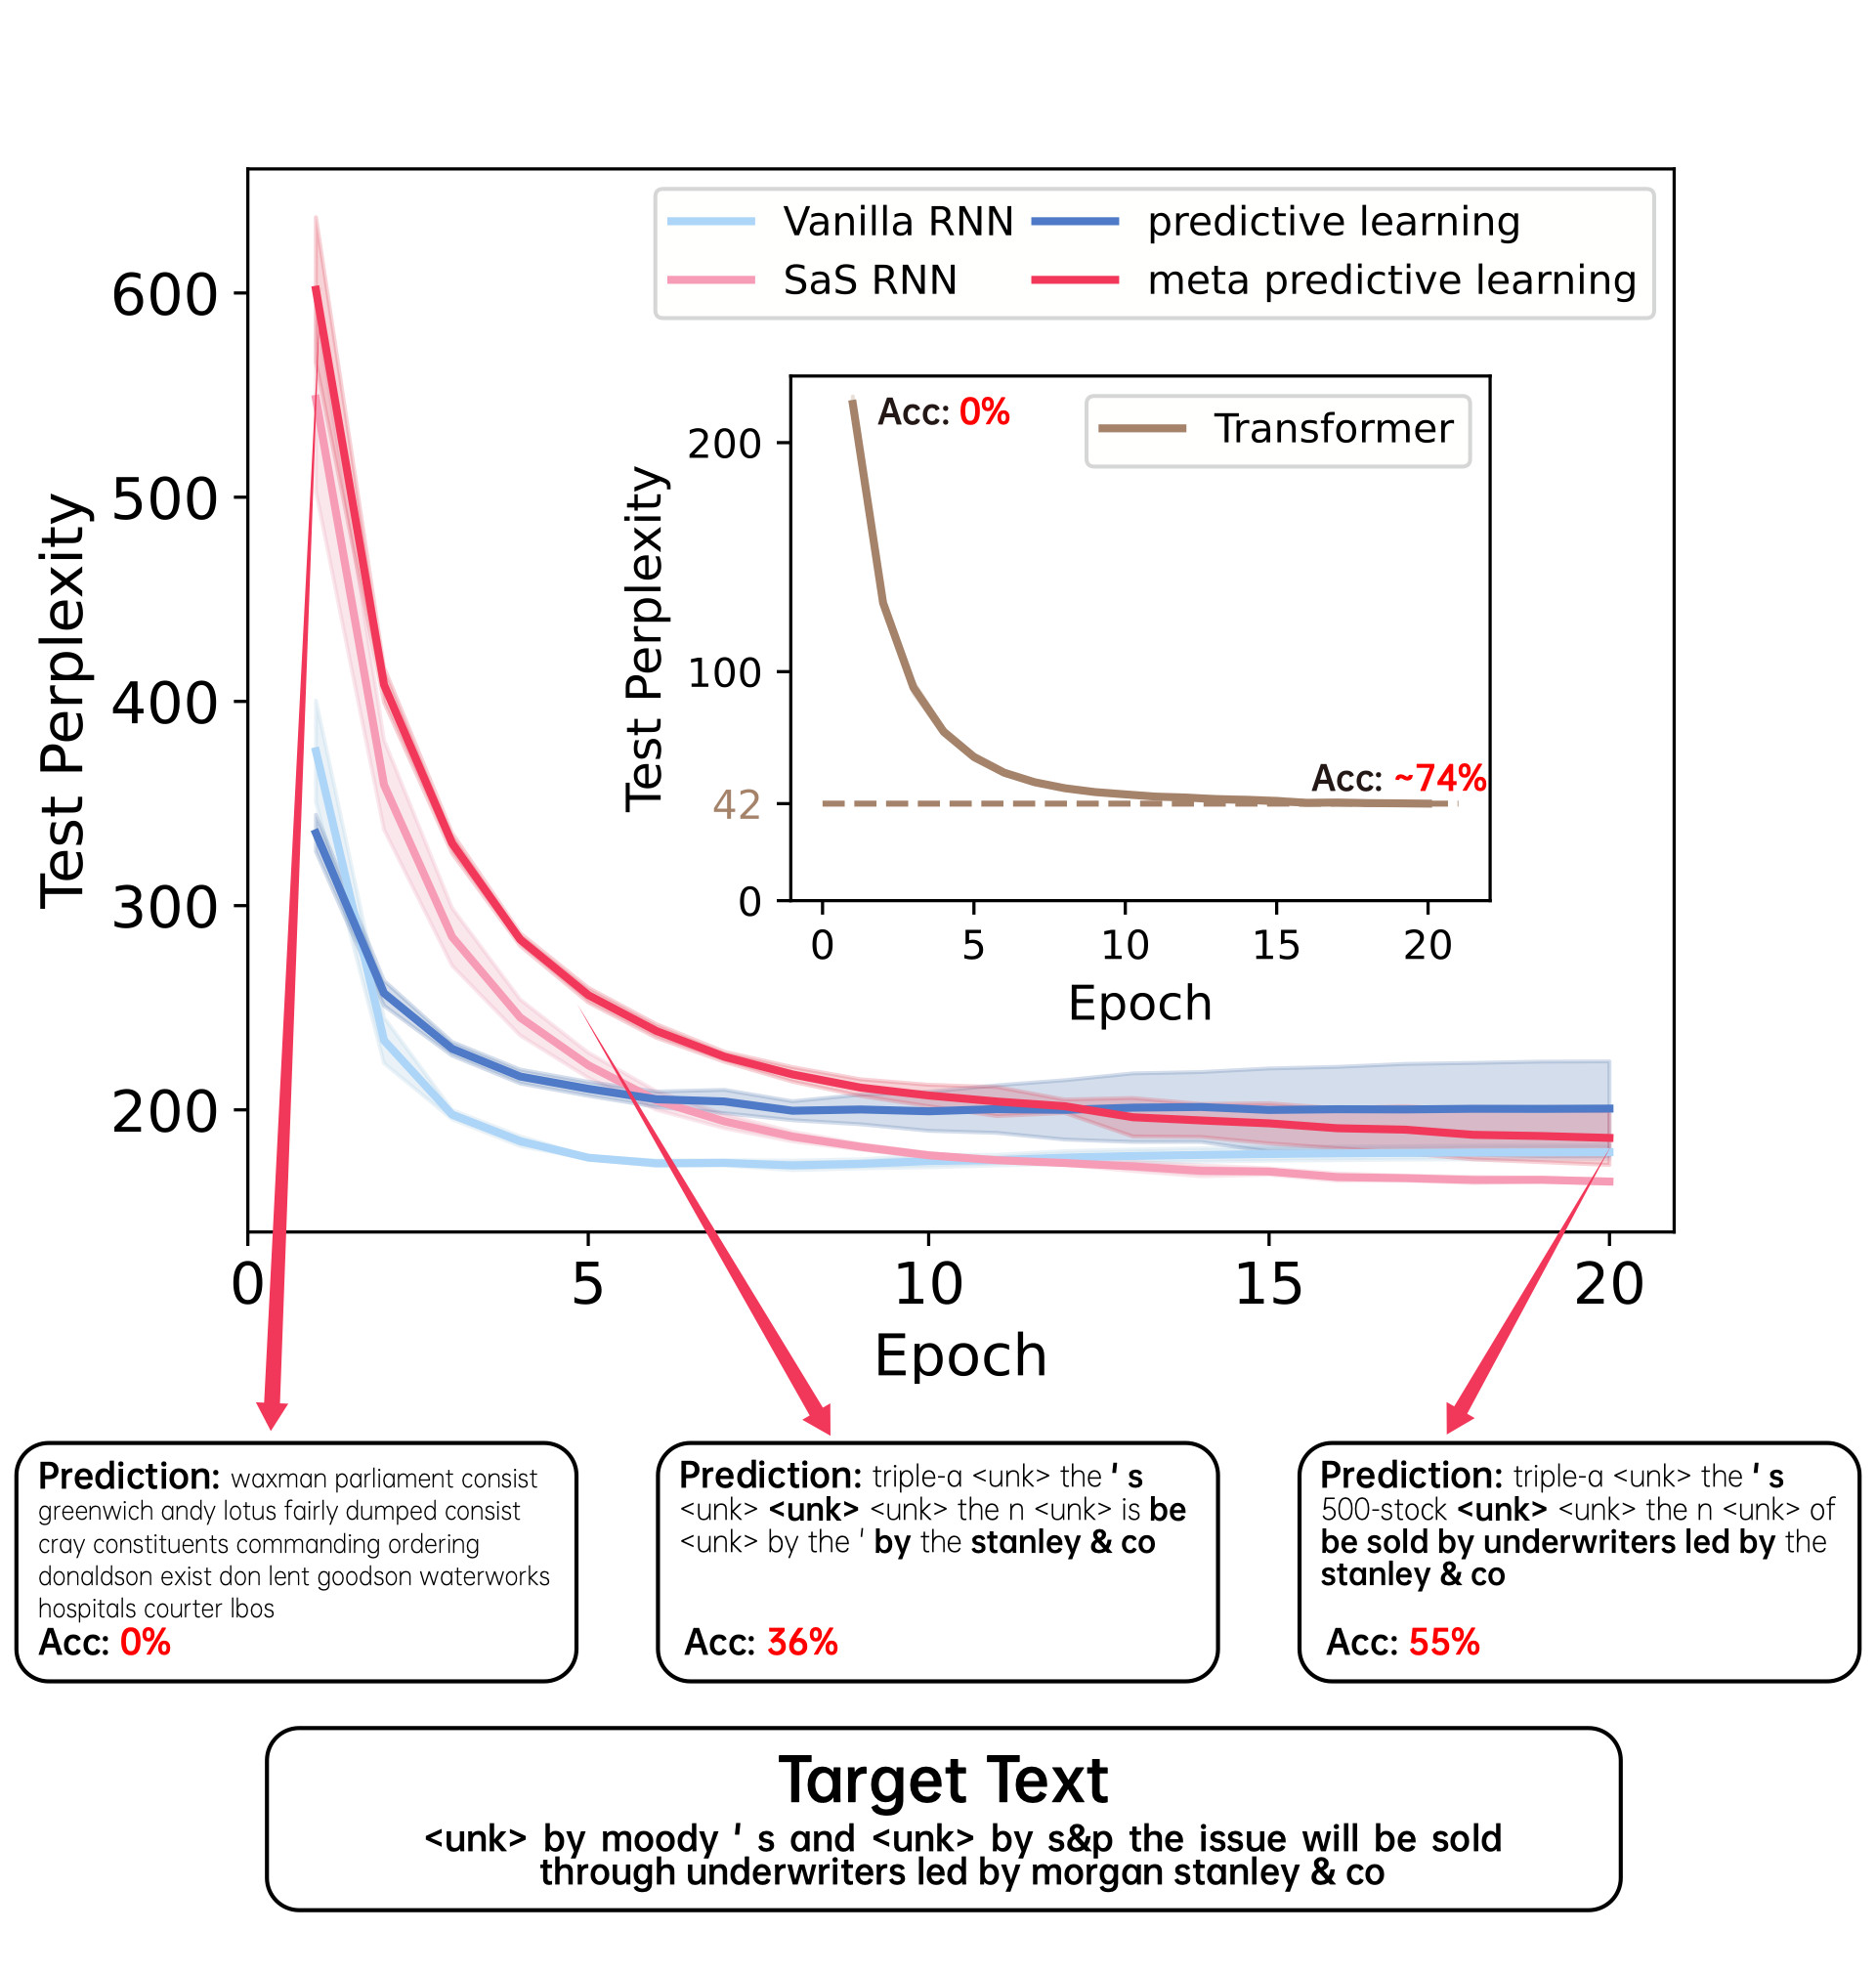 Vanilla RNN
predictive learning
SaS RNN
meta predictive learning
Test Perplexity
600
500
400
300
200
Test Perplexity
200
100
42
0
Acc: 0%
Transformer
Acc: ~74%
0 5 10 15 20
Epoch
0 5 10 15 20
Epoch
Prediction: waxman parliament consist
greenwich andy lotus fairly dumped consist
cray constituents commanding ordering
donaldson exist don lent goodson waterworks
hospitals courter lbos
Acc: 0%
Prediction: triple-a <unk> the ' s
<unk> <unk> <unk> the n <unk> is be
<unk> by the ' by the stanley & co
Acc: 36%
Prediction: triple-a <unk> the ' s
500-stock <unk> <unk> the n <unk> of
be sold by underwriters led by the
stanley & co
Acc: 55%
Target Text
<unk> by moody ' s and <unk> by s&p the issue will be sold
through underwriters led by morgan stanley & co